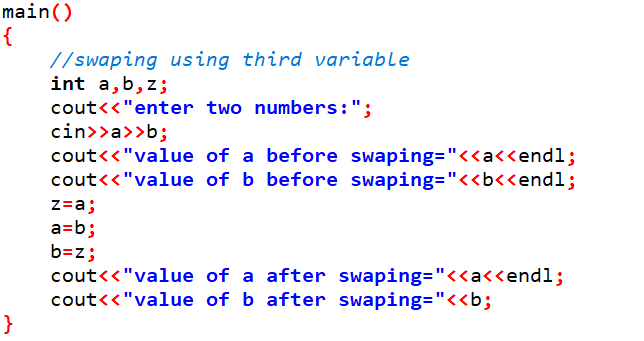 main()
{
//swaping using third variable
int a,b,z;
cout<<"enter two numbers:";
cin>>a>>b;
cout<<"value of a before swaping="<<a<<endl;
cout<<"value of b before swaping="<<b<<endl;
z=a;
a=b;
b=z;
cout<<"value of a after swaping="<<a<<endl;
cout<<"value of b after swaping="<<b;
}